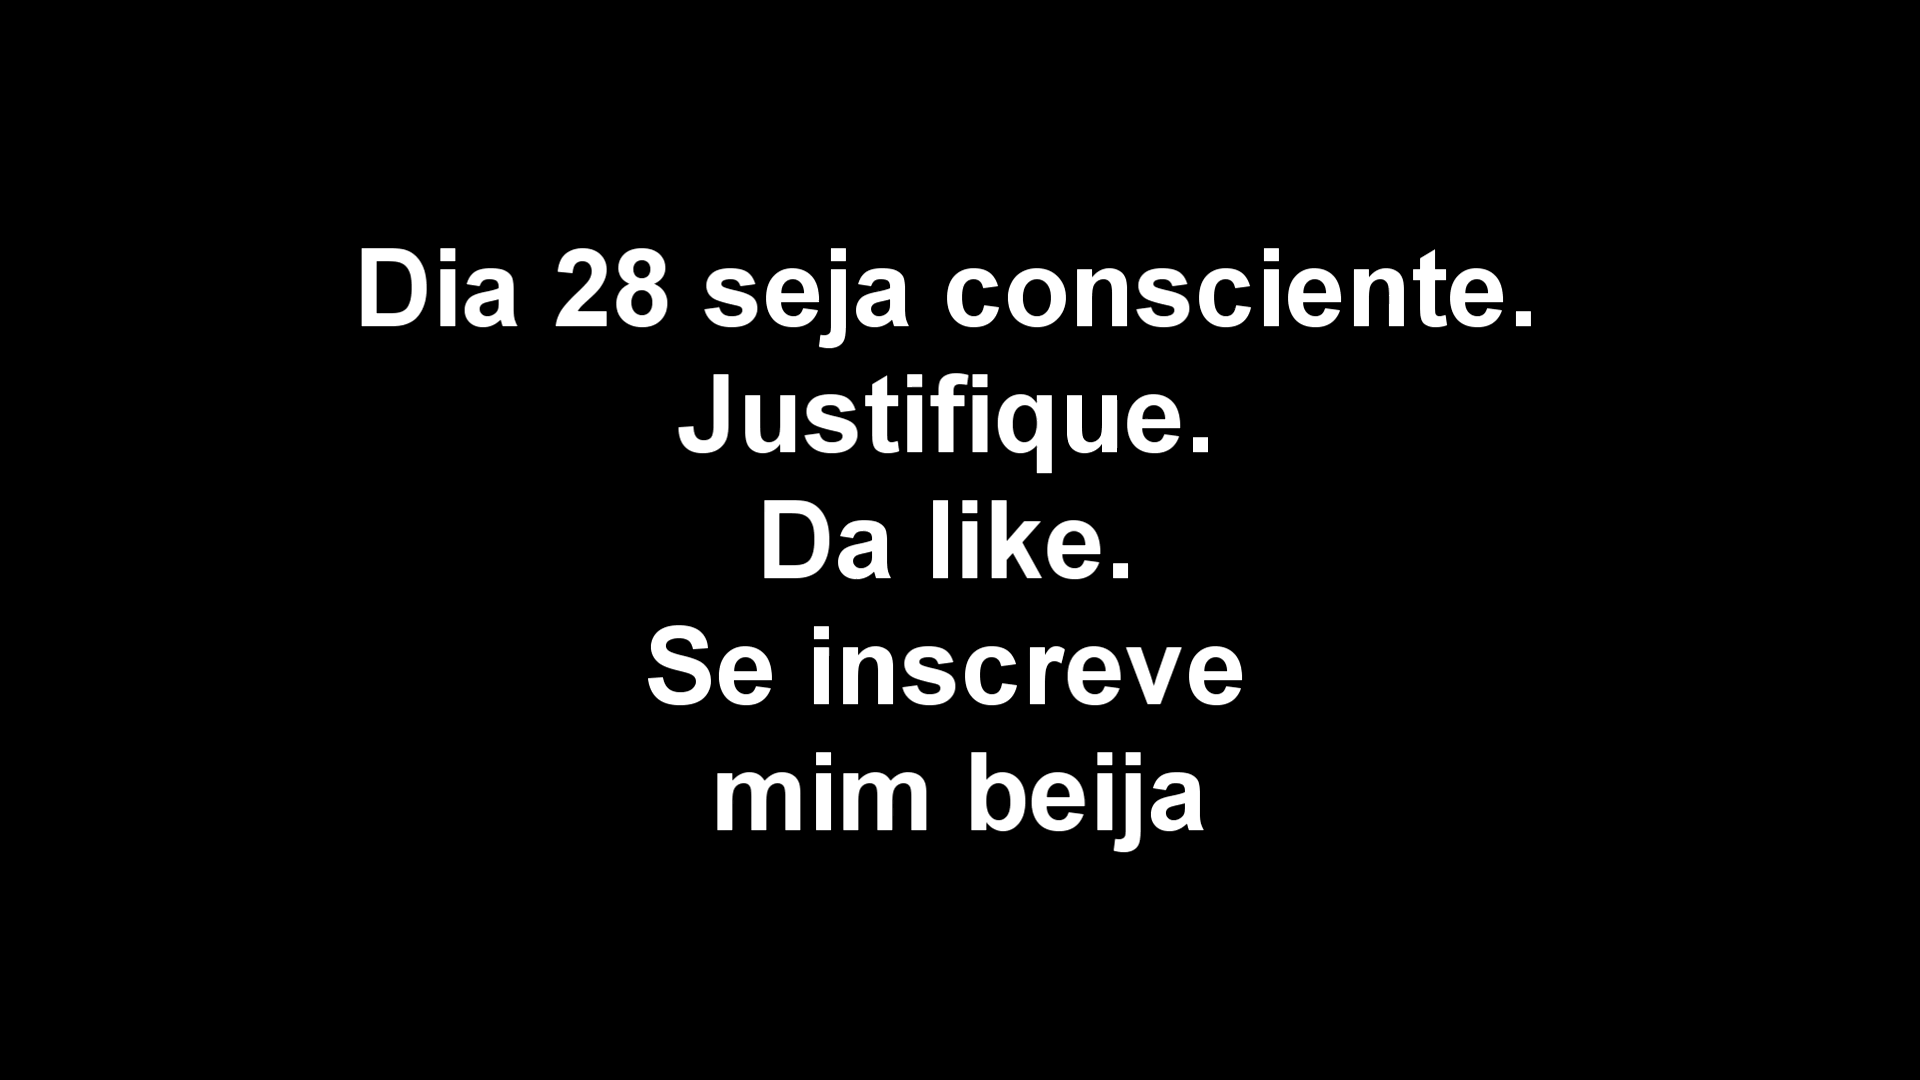 Dia 28 seja consciente.
Justifique.
Da like.
Se inscreve
mim beija